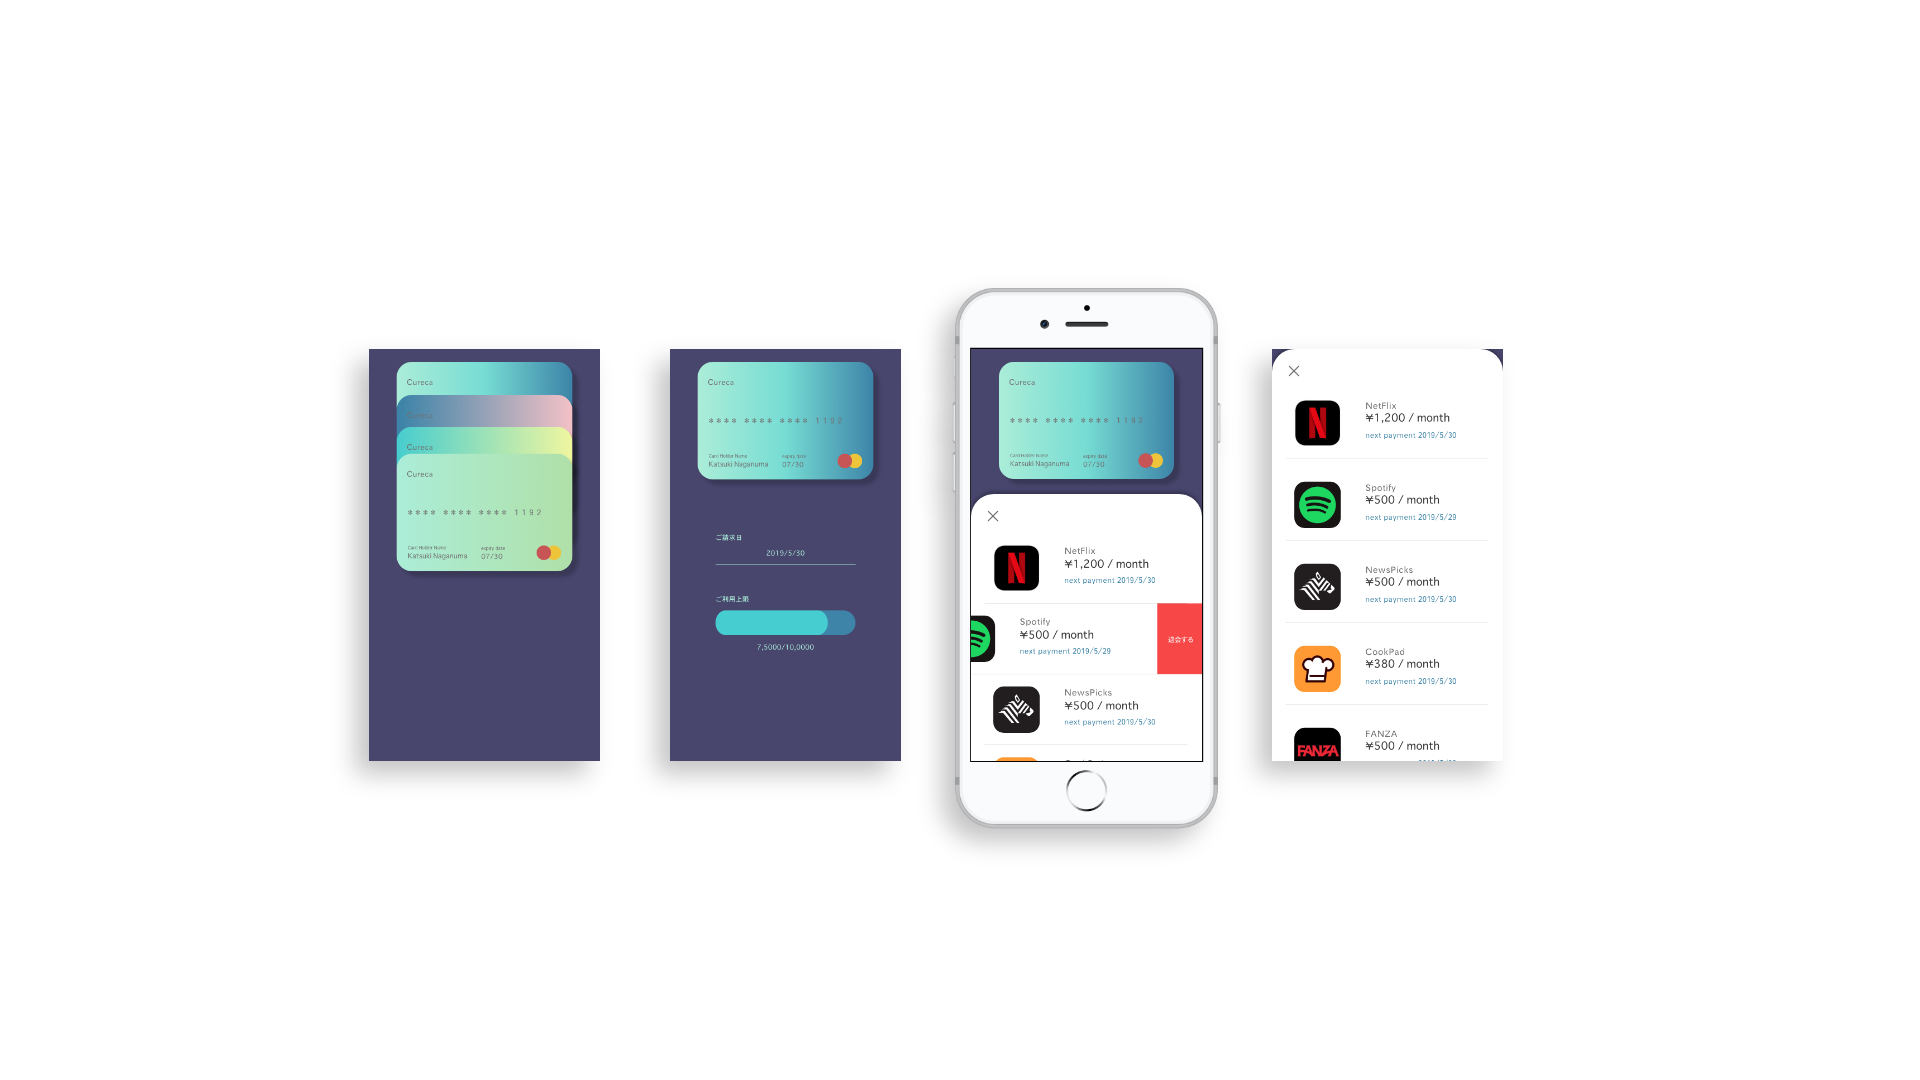 Cureca
Cureca
Cureca
Cureca
**** **** **** 1192
Card Holder Name
expiry date
Katsuki Naganuma
07/30
Cureca
**** **** **** 1192
Card Holder Name
expiry date
Katsuki Naganuma
07/30
ご請求日
2019/5/30
ご利用上限
7,5000/10,0000
Cureca
**** **** **** 1192
Card Holder Name
expiry date
Katsuki Naganuma
07/30
NetFlix
¥1,200 / month
next payment 2019/5/30
Spotify
¥500 / month
next payment 2019/5/29
退会する
NewsPicks
¥500 / month
next payment 2019/5/30
NetFlix
¥1,200 / month
next payment 2019/5/30
Spotify
¥500 / month
next payment 2019/5/29
NewsPicks
¥500 / month
next payment 2019/5/30
CookPad
¥380 / month
next payment 2019/5/30
FANZA
FANZA
¥500 / month